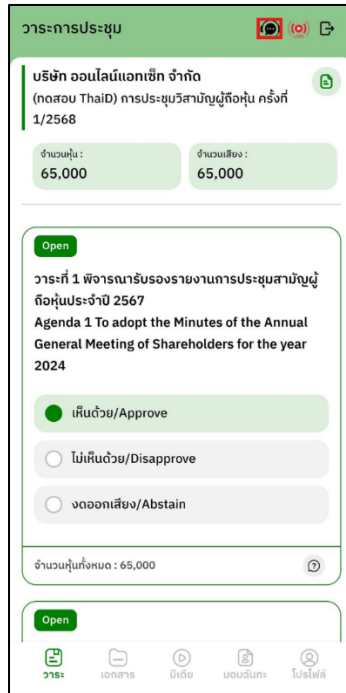 วาระการประชุม
บริษัท ออนไลน์แอทเซ็ท จำกัด
(ทดสอบ ThaiD) การประชุมวิสามัญผู้ถือหุ้น ครั้งที่
1/2568
จำนวนหุ้น :
65,000
จำนวนเสียง :
65,000
Open
วาระที่ 1 พิจารณารับรองรายงานการประชุมสามัญผู้
ถือหุ้นประจำปี 2567
Agenda 1 To adopt the Minutes of the Annual
General Meeting of Shareholders for the year
2024
เห็นด้วย/Approve
ไม่เห็นด้วย/Disapprove
งดออกเสียง/Abstain
จำนวนหุ้นทั้งหมด : 65,000
Open
วาระ
เอกสาร
มีเดีย
มอบฉันทะ
โปรไฟล์